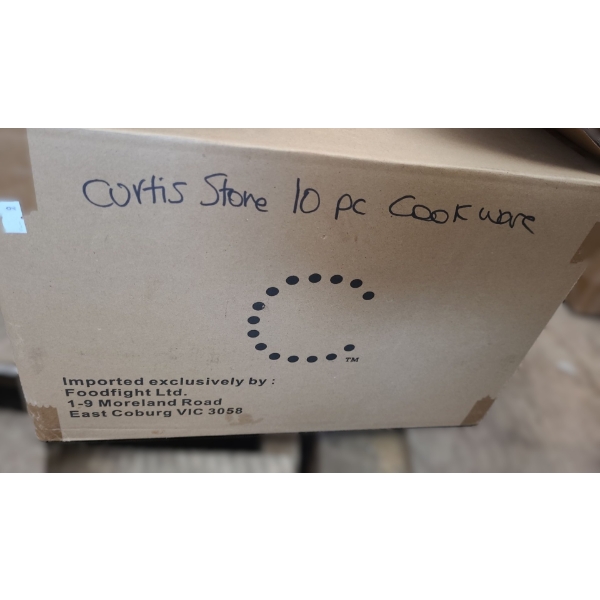 Curtis Stone 10 pc Cookware
TM
Imported exclusively by :
Foodfight Ltd.
1-9 Moreland Road
East Coburg VIC 3058